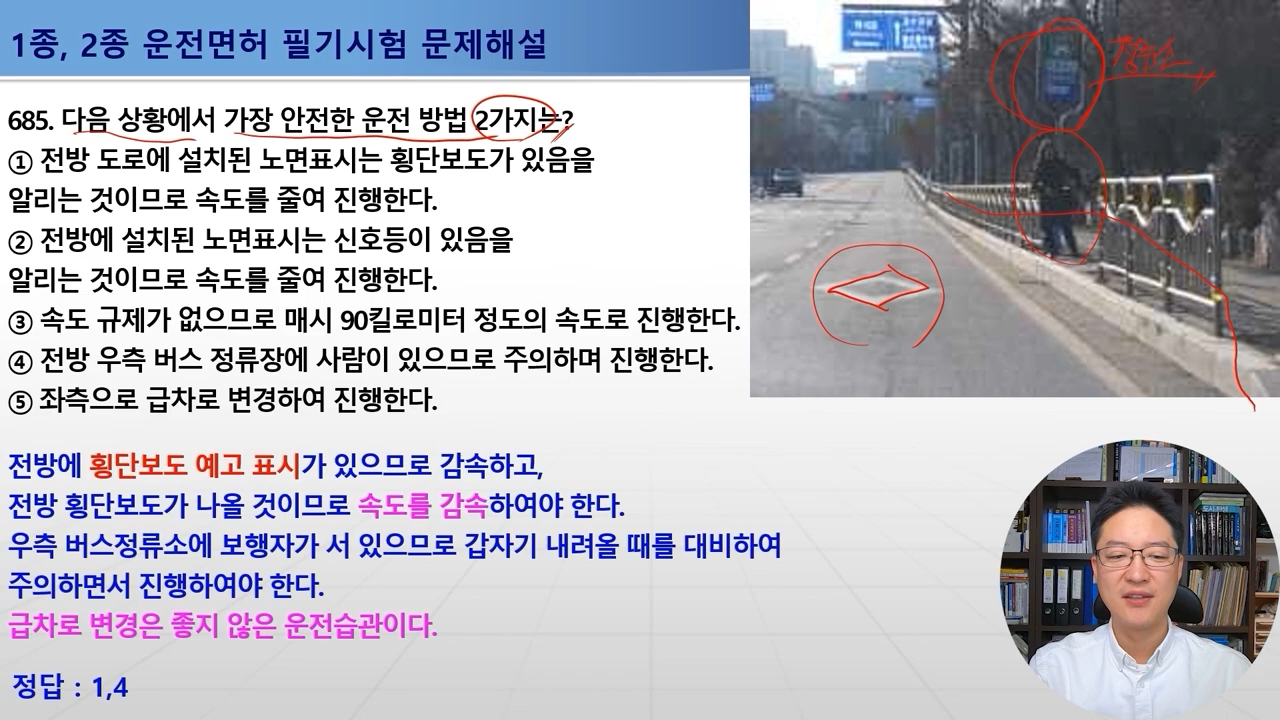 1종, 2종 운전면허 필기시험 문제해설
685. 다음 상황에서 가장 안전한 운전 방법 2가지는?
① 전방 도로에 설치된 노면표시는 횡단보도가 있음을
알리는 것이므로 속도를 줄여 진행한다.
② 전방에 설치된 노면표시는 신호등이 있음을
알리는 것이므로 속도를 줄여 진행한다.
③ 속도 규제가 없으므로 매시 90킬로미터 정도의 속도로 진행한다.
④ 전방 우측 버스 정류장에 사람이 있으므로 주의하며 진행한다.
⑤ 좌측으로 급차로 변경하여 진행한다.
전방에 횡단보도 예고 표시가 있으므로 감속하고,
전방 횡단보도가 나올 것이므로 속도를 감속하여야 한다.
우측 버스정류소에 보행자가 서 있으므로 갑자기 내려올 때를 대비하여
주의하면서 진행하여야 한다.
급차로 변경은 좋지 않은 운전습관이다.
정답 : 1,4